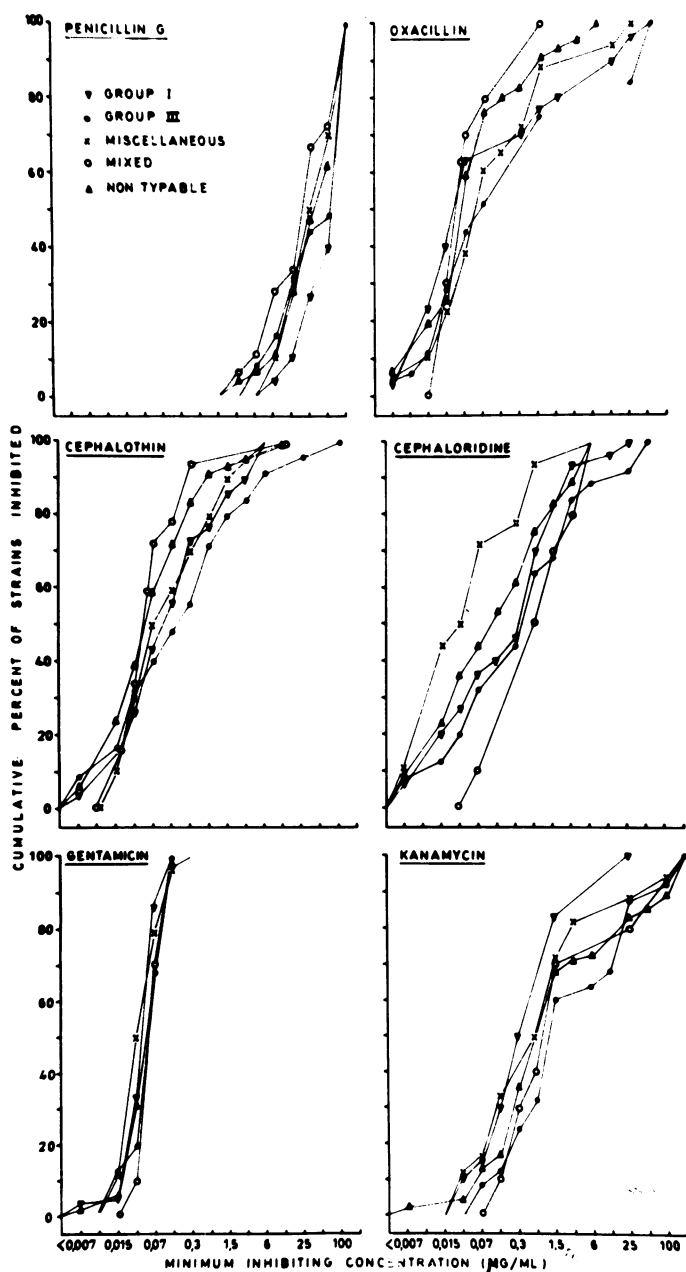 PENICILLIN G
OXACILLIN
▼ GROUP I
● GROUP III
x MISCELLANEOUS
○ MIXED
▲ NON TYPABLE
100
80
60
40
20
0
CEPHALOTHIN
CEPHALORIDINE
100
80
60
40
20
0
GENTAMICIN
KANAMYCIN
100
80
60
40
20
0
CUMULATIVE PERCENT OF STRAINS INHIBITED
<0,007 0,015 0,07 0,3 1,5 6 25 100
<0,007 0,015 0,07 0,3 1,5 6 25 100
MINIMUM INHIBITING CONCENTRATION (µG/ML)